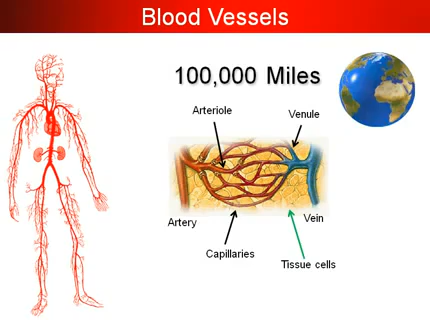 Blood Vessels
100,000 Miles
Arteriole
Venule
Artery
Vein
Capillaries
Tissue cells